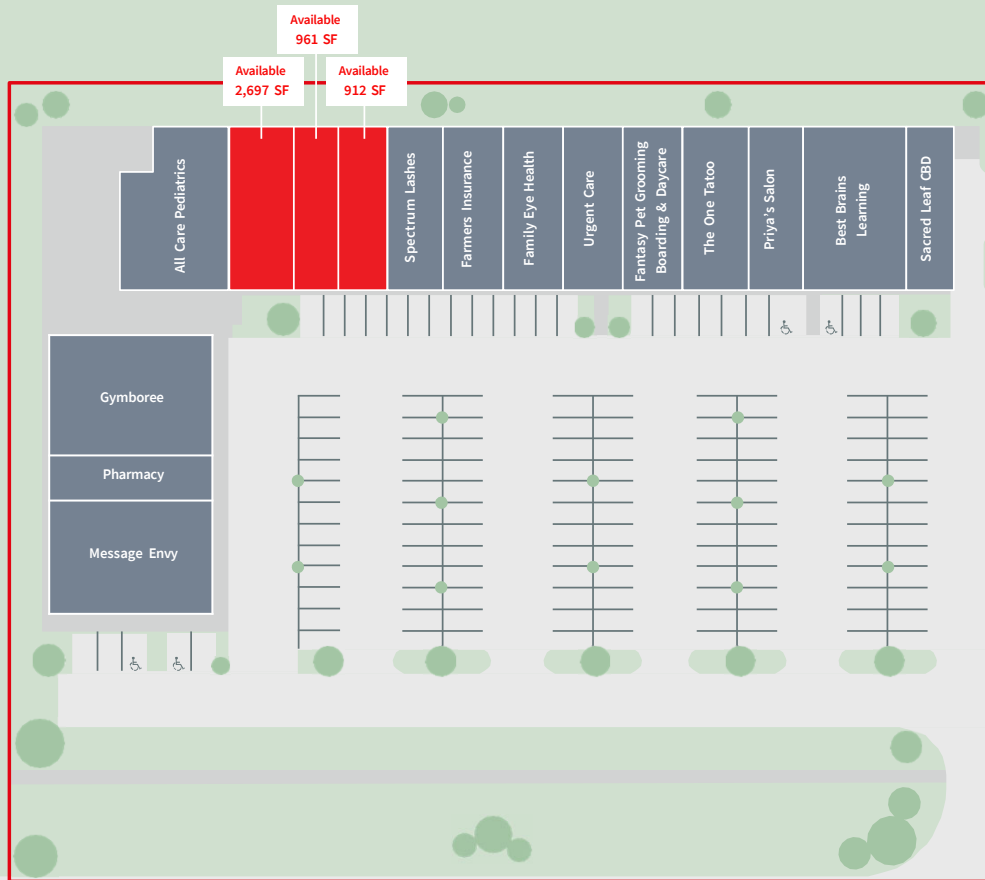 Available
961 SF
Available
2,697 SF
Available
912 SF
All Care Pediatrics
Spectrum Lashes
Farmers Insurance
Family Eye Health
Urgent Care
Fantasy Pet Grooming
Boarding & Daycare
The One Tatoo
Priya's Salon
Best Brains
Learning
Sacred Leaf CBD
Gymboree
Pharmacy
Message Envy